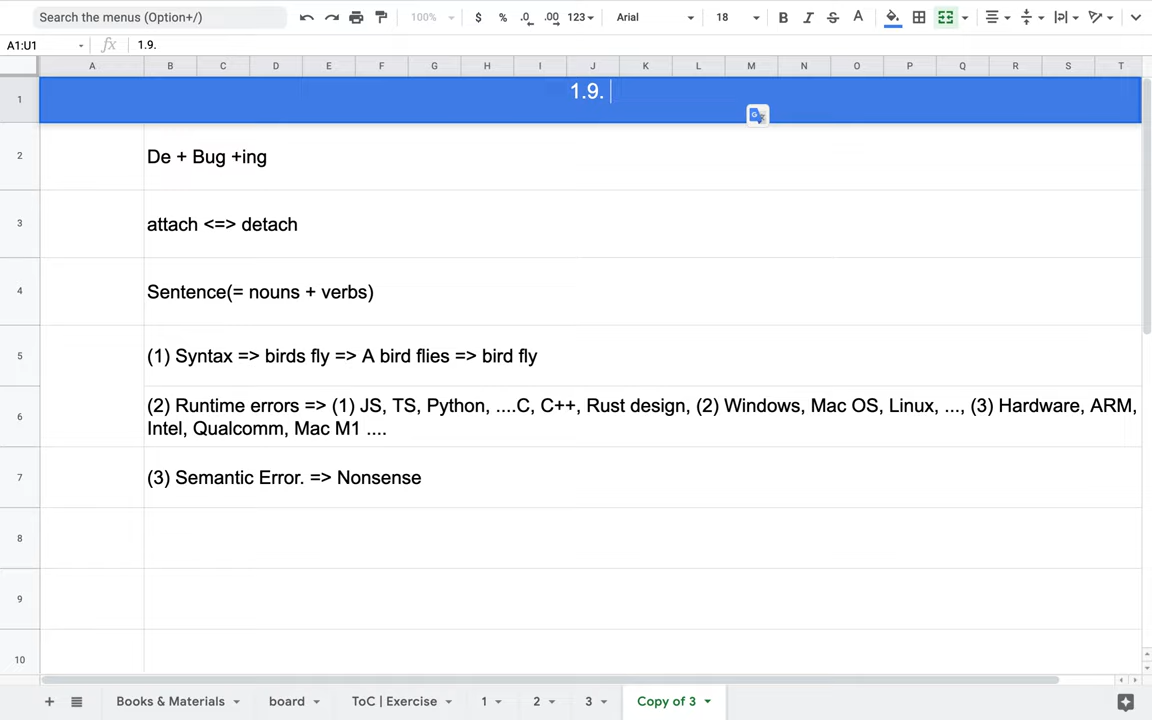 Search the menus (Option+/)
100%
$
%
.0
.00
123
Arial
18
B
I
S
A
A1:U1
fx
1.9.
A B C D E F G H I J K L M N O P Q R S T
1
1.9.
2
De + Bug +ing
3
attach <=> detach
4
Sentence(= nouns + verbs)
5
(1) Syntax => birds fly => A bird flies => bird fly
6
(2) Runtime errors => (1) JS, TS, Python, ....C, C++, Rust design, (2) Windows, Mac OS, Linux, ..., (3) Hardware, ARM,
Intel, Qualcomm, Mac M1 ....
7
(3) Semantic Error. => Nonsense
8
9
10
Books & Materials
board
ToC | Exercise
1
2
3
Copy of 3